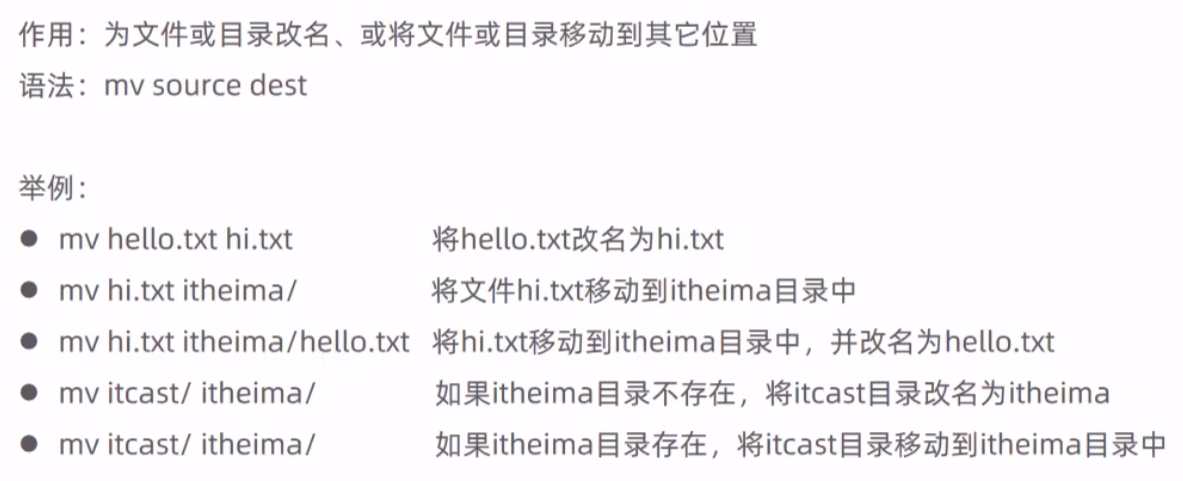 作用：为文件或目录改名、或将文件或目录移动到其它位置
语法：mv source dest
举例：
● mv hello.txt hi.txt 将hello.txt改名为hi.txt
● mv hi.txt itheima/ 将文件hi.txt移动到itheima目录中
● mv hi.txt itheima/hello.txt 将hi.txt移动到itheima目录中，并改名为hello.txt
● mv itcast/ itheima/ 如果itheima目录不存在，将itcast目录改名为itheima
● mv itcast/ itheima/ 如果itheima目录存在，将itcast目录移动到itheima目录中